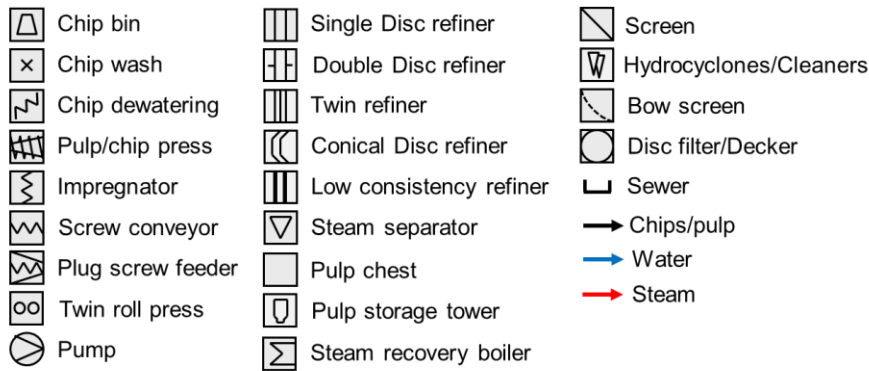 Chip bin
Chip wash
Chip dewatering
Pulp/chip press
Impregnator
Screw conveyor
Plug screw feeder
Twin roll press
Pump
Single Disc refiner
Double Disc refiner
Twin refiner
Conical Disc refiner
Low consistency refiner
Steam separator
Pulp chest
Pulp storage tower
Steam recovery boiler
Screen
Hydrocyclones/Cleaners
Bow screen
Disc filter/Decker
Sewer
Chips/pulp
Water
Steam